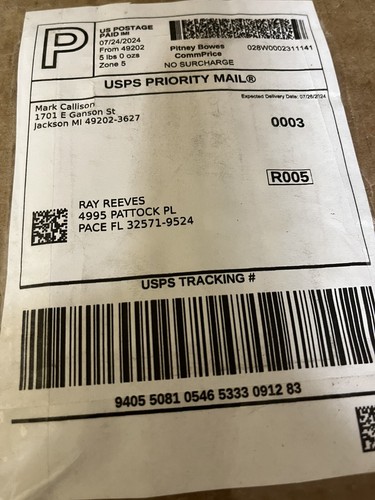 P
US POSTAGE
PAID IMI
07/24/2024
From 49202
5 lbs 0 ozs
Zone 5
Pitney Bowes
CommPrice
NO SURCHARGE
028W0002311141
USPS PRIORITY MAIL®
Expected Delivery Date: 07/26/2024
Mark Callison
1701 E Ganson St
Jackson MI 49202-3627
0003
R005
RAY REEVES
4995 PATTOCK PL
PACE FL 32571-9524
USPS TRACKING #
9405 5081 0546 5333 0912 83